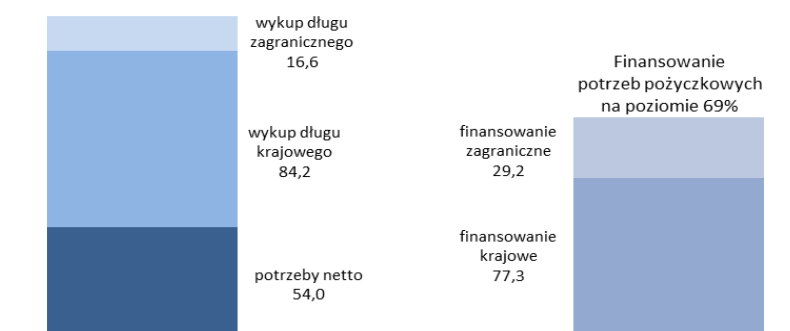 wykup długu
zagranicznego
16,6
wykup długu
krajowego
84,2
potrzeby netto
54,0
Finansowanie
potrzeb pożyczkowych
na poziomie 69%
finansowanie
zagraniczne
29,2
finansowanie
krajowe
77,3